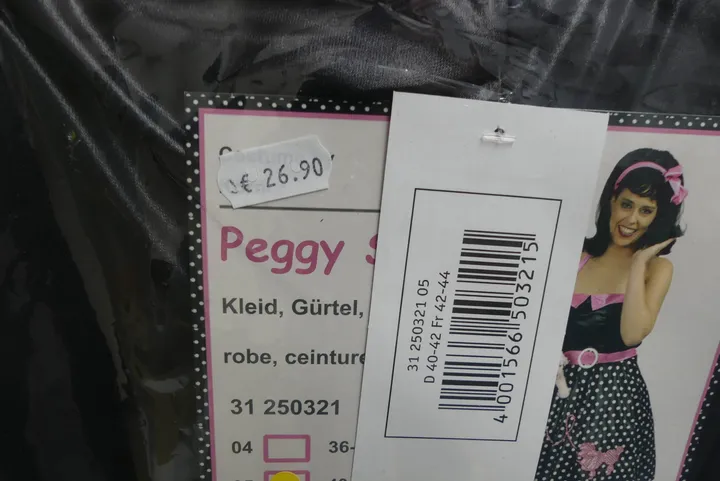 € 26.90
Peggy
Kleid, Gürtel,
robe, ceinture
31 250321
04 36-
31 250321 05
D 40-42 Fr 42-44
4 001566 503215